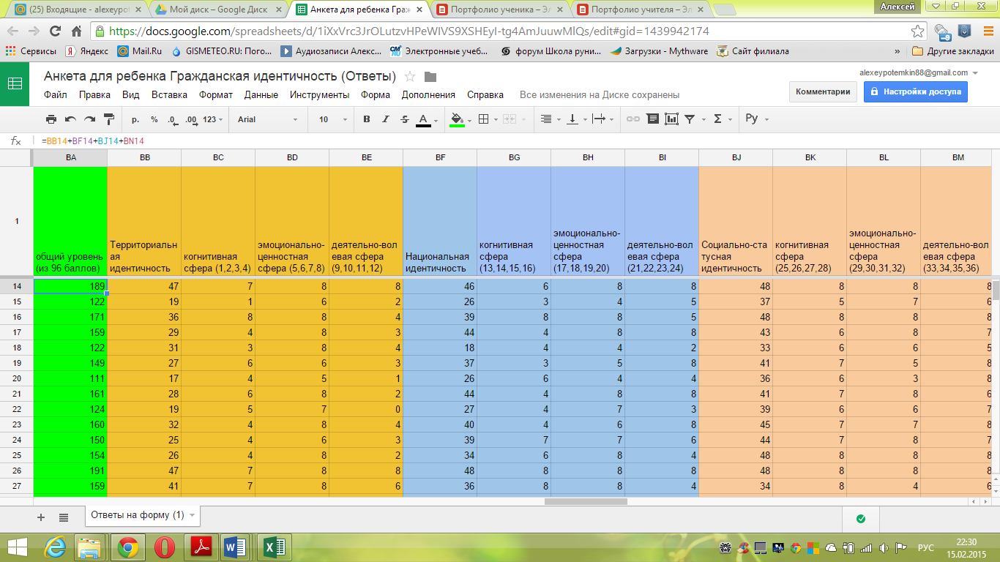 (25) Входящие - alexeypot
Мой диск – Google Диск
Анкета для ребенка Граж
Портфолио ученика – Эл
Портфолио учителя – Эл
Алексей
https://docs.google.com/spreadsheets/d/1iXxVrc3JrOLutzvHPeWIVS9XSHEyI-tg4AmJuuwMlQs/edit#gid=1439942174
Сервисы Яндекс Mail.Ru GISMETEO.RU: Пого... Аудиозаписи Алекс... Электронные учеб... форум Школа руни... Загрузки - Mythware Сайт филиала » Другие закладки
Анкета для ребенка Гражданская идентичность (Ответы)
alexeypotemkin88@gmail.com
Файл Правка Вид Вставка Формат Данные Инструменты Форма Дополнения Справка Все изменения на Диске сохранены
Комментарии Настройки доступа
р. % .0 .00 123 Arial 10 B I S A Σ Ру
fx =BB14+BF14+BJ14+BN14
BA BB BC BD BE BF BG BH BI BJ BK BL BM
1
общий уровень (из 96 баллов)
Территориальн
ая
идентичность
когнитивная
сфера (1,2,3,4)
эмоционально-
ценностная
сфера (5,6,7,8)
деятельно-вол
евая сфера
(9,10,11,12)
Национальная
идентичность
когнитивная
сфера
(13,14,15,16)
эмоционально-
ценностная
сфера
(17,18,19,20)
деятельно-вол
евая сфера
(21,22,23,24)
Социально-ста
тусная
идентичность
когнитивная
сфера
(25,26,27,28)
эмоционально-
ценностная
сфера
(29,30,31,32)
деятельно-вол
евая сфера
(33,34,35,36)
14 189 47 7 8 8 46 6 8 8 48 8 8 8
15 122 19 1 6 2 26 3 4 5 37 5 7 6
16 171 36 8 8 4 39 8 8 5 48 8 8 8
17 159 29 4 8 3 44 4 8 8 43 6 8 7
18 122 31 3 8 4 18 4 4 2 33 6 6 5
19 149 27 6 6 3 37 3 5 8 41 7 5 8
20 111 17 4 5 1 26 6 4 4 36 6 3 8
21 161 28 6 8 2 44 4 8 8 41 7 8 6
22 124 19 5 7 0 27 4 7 3 39 6 6 7
23 160 32 4 8 4 40 4 6 8 45 7 7 8
24 150 25 4 6 3 39 7 7 6 44 7 8 7
25 154 26 4 8 2 34 6 8 4 48 8 8 8
26 191 47 7 8 8 48 8 8 8 48 8 8 8
27 159 41 7 8 6 36 8 8 4 34 8 4 6
Ответы на форму (1)
РУС
22:30
15.02.2015